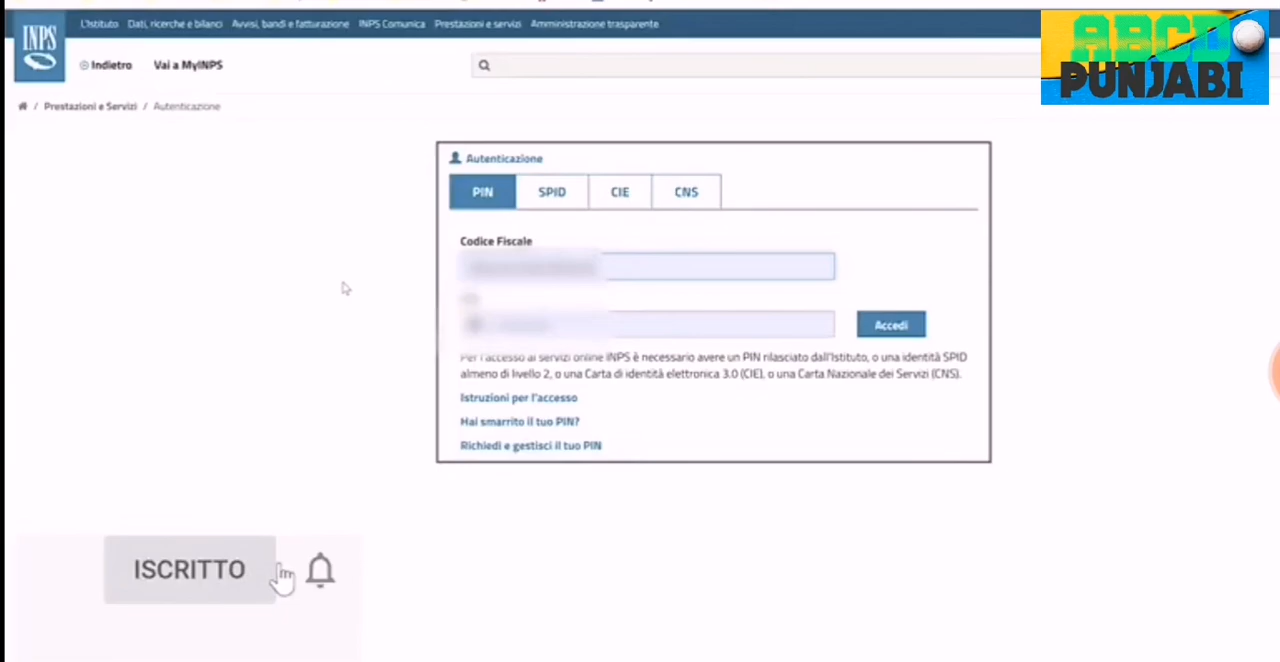 L'Istituto Dati, ricerche e bilanci Avvisi, bandi e fatturazione INPS Comunica Prestazioni e servizi Amministrazione trasparente
INPS
Indietro Vai a MyINPS
ABCD
PUNJABI
/ Prestazioni e Servizi / Autenticazione
Autenticazione
PIN SPID CIE CNS
Codice Fiscale
Accedi
Per l'accesso ai servizi online INPS è necessario avere un PIN rilasciato dall'Istituto, o una identità SPID
almeno di livello 2, o una Carta di identità elettronica 3.0 (CIE), o una Carta Nazionale dei Servizi (CNS).
Istruzioni per l'accesso
Hai smarrito il tuo PIN?
Richiedi e gestisci il tuo PIN
ISCRITTO